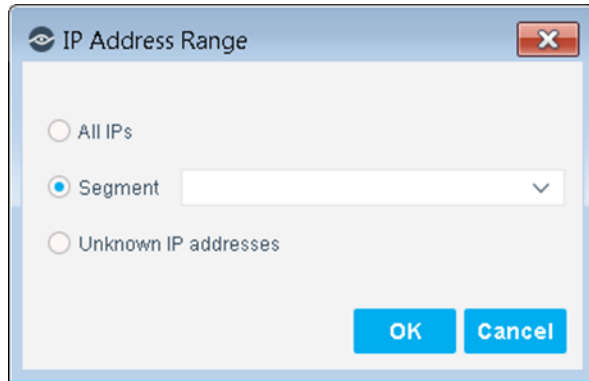 IP Address Range
All IPs
Segment
Unknown IP addresses
OK Cancel